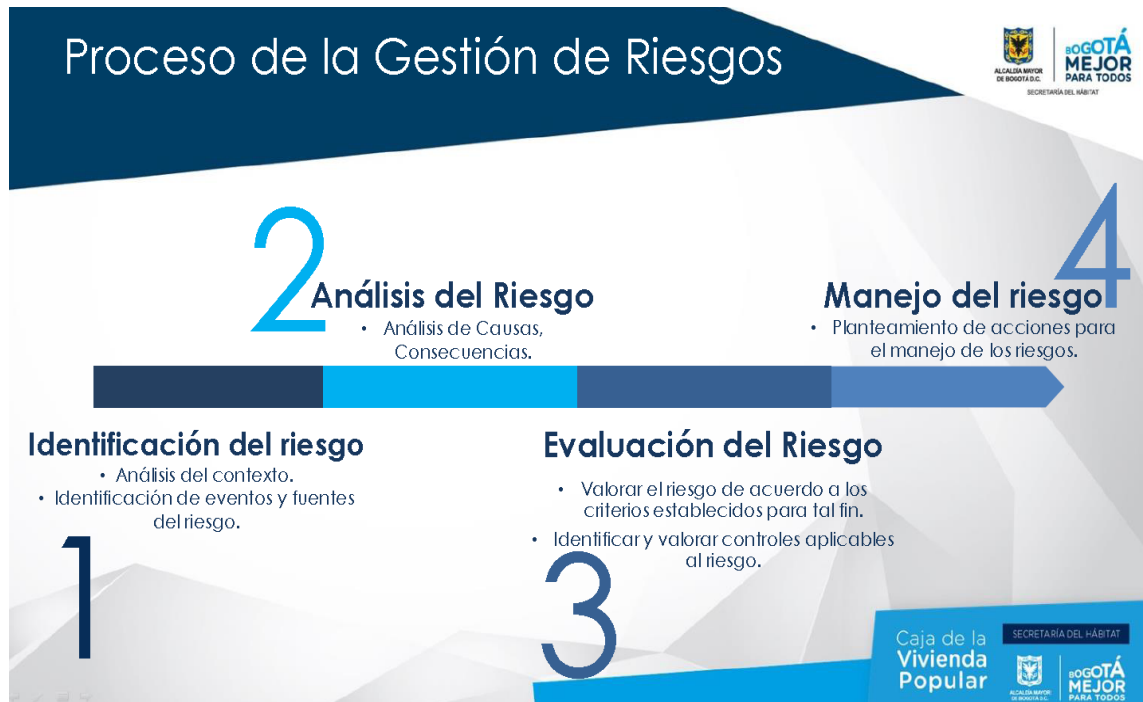 Proceso de la Gestión de Riesgos
ALCALDÍA MAYOR
DE BOGOTÁ D.C.
BOGOTÁ
MEJOR
PARA TODOS
SECRETARÍA DEL HÁBITAT
2
Análisis del Riesgo
• Análisis de Causas,
Consecuencias.
4
Manejo del riesgo
• Planteamiento de acciones para
el manejo de los riesgos.
Identificación del riesgo
• Análisis del contexto.
• Identificación de eventos y fuentes
del riesgo.
1
Evaluación del Riesgo
• Valorar el riesgo de acuerdo a los
criterios establecidos para tal fin.
• Identificar y valorar controles aplicables
al riesgo.
3
Caja de la
Vivienda
Popular
SECRETARÍA DEL HÁBITAT
ALCALDÍA MAYOR
DE BOGOTÁ D.C.
BOGOTÁ
MEJOR
PARA TODOS